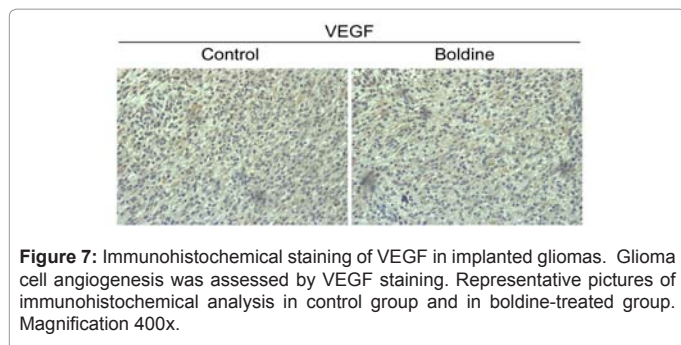 VEGF
Control Boldine
Figure 7: Immunohistochemical staining of VEGF in implanted gliomas. Glioma
cell angiogenesis was assessed by VEGF staining. Representative pictures of
immunohistochemical analysis in control group and in boldine-treated group.
Magnification 400x.